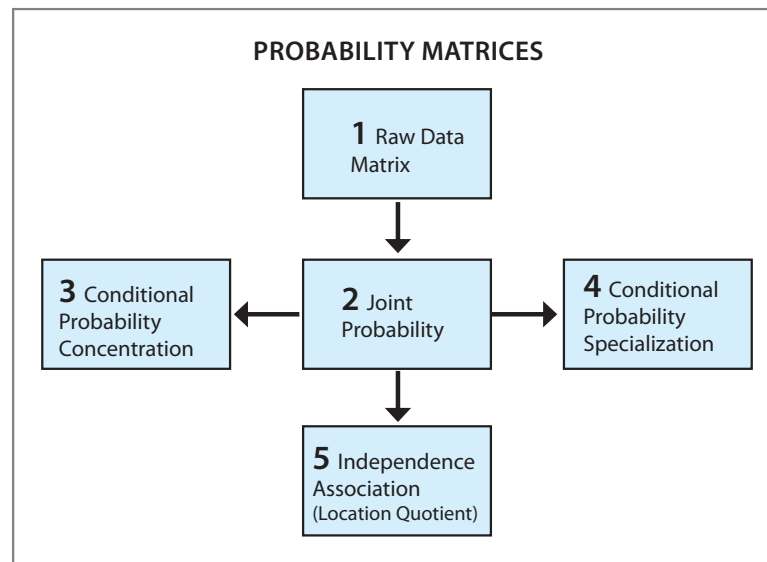 PROBABILITY MATRICES
1 Raw Data
Matrix
3 Conditional
Probability
Concentration
2 Joint
Probability
4 Conditional
Probability
Specialization
5 Independence
Association
(Location Quotient)